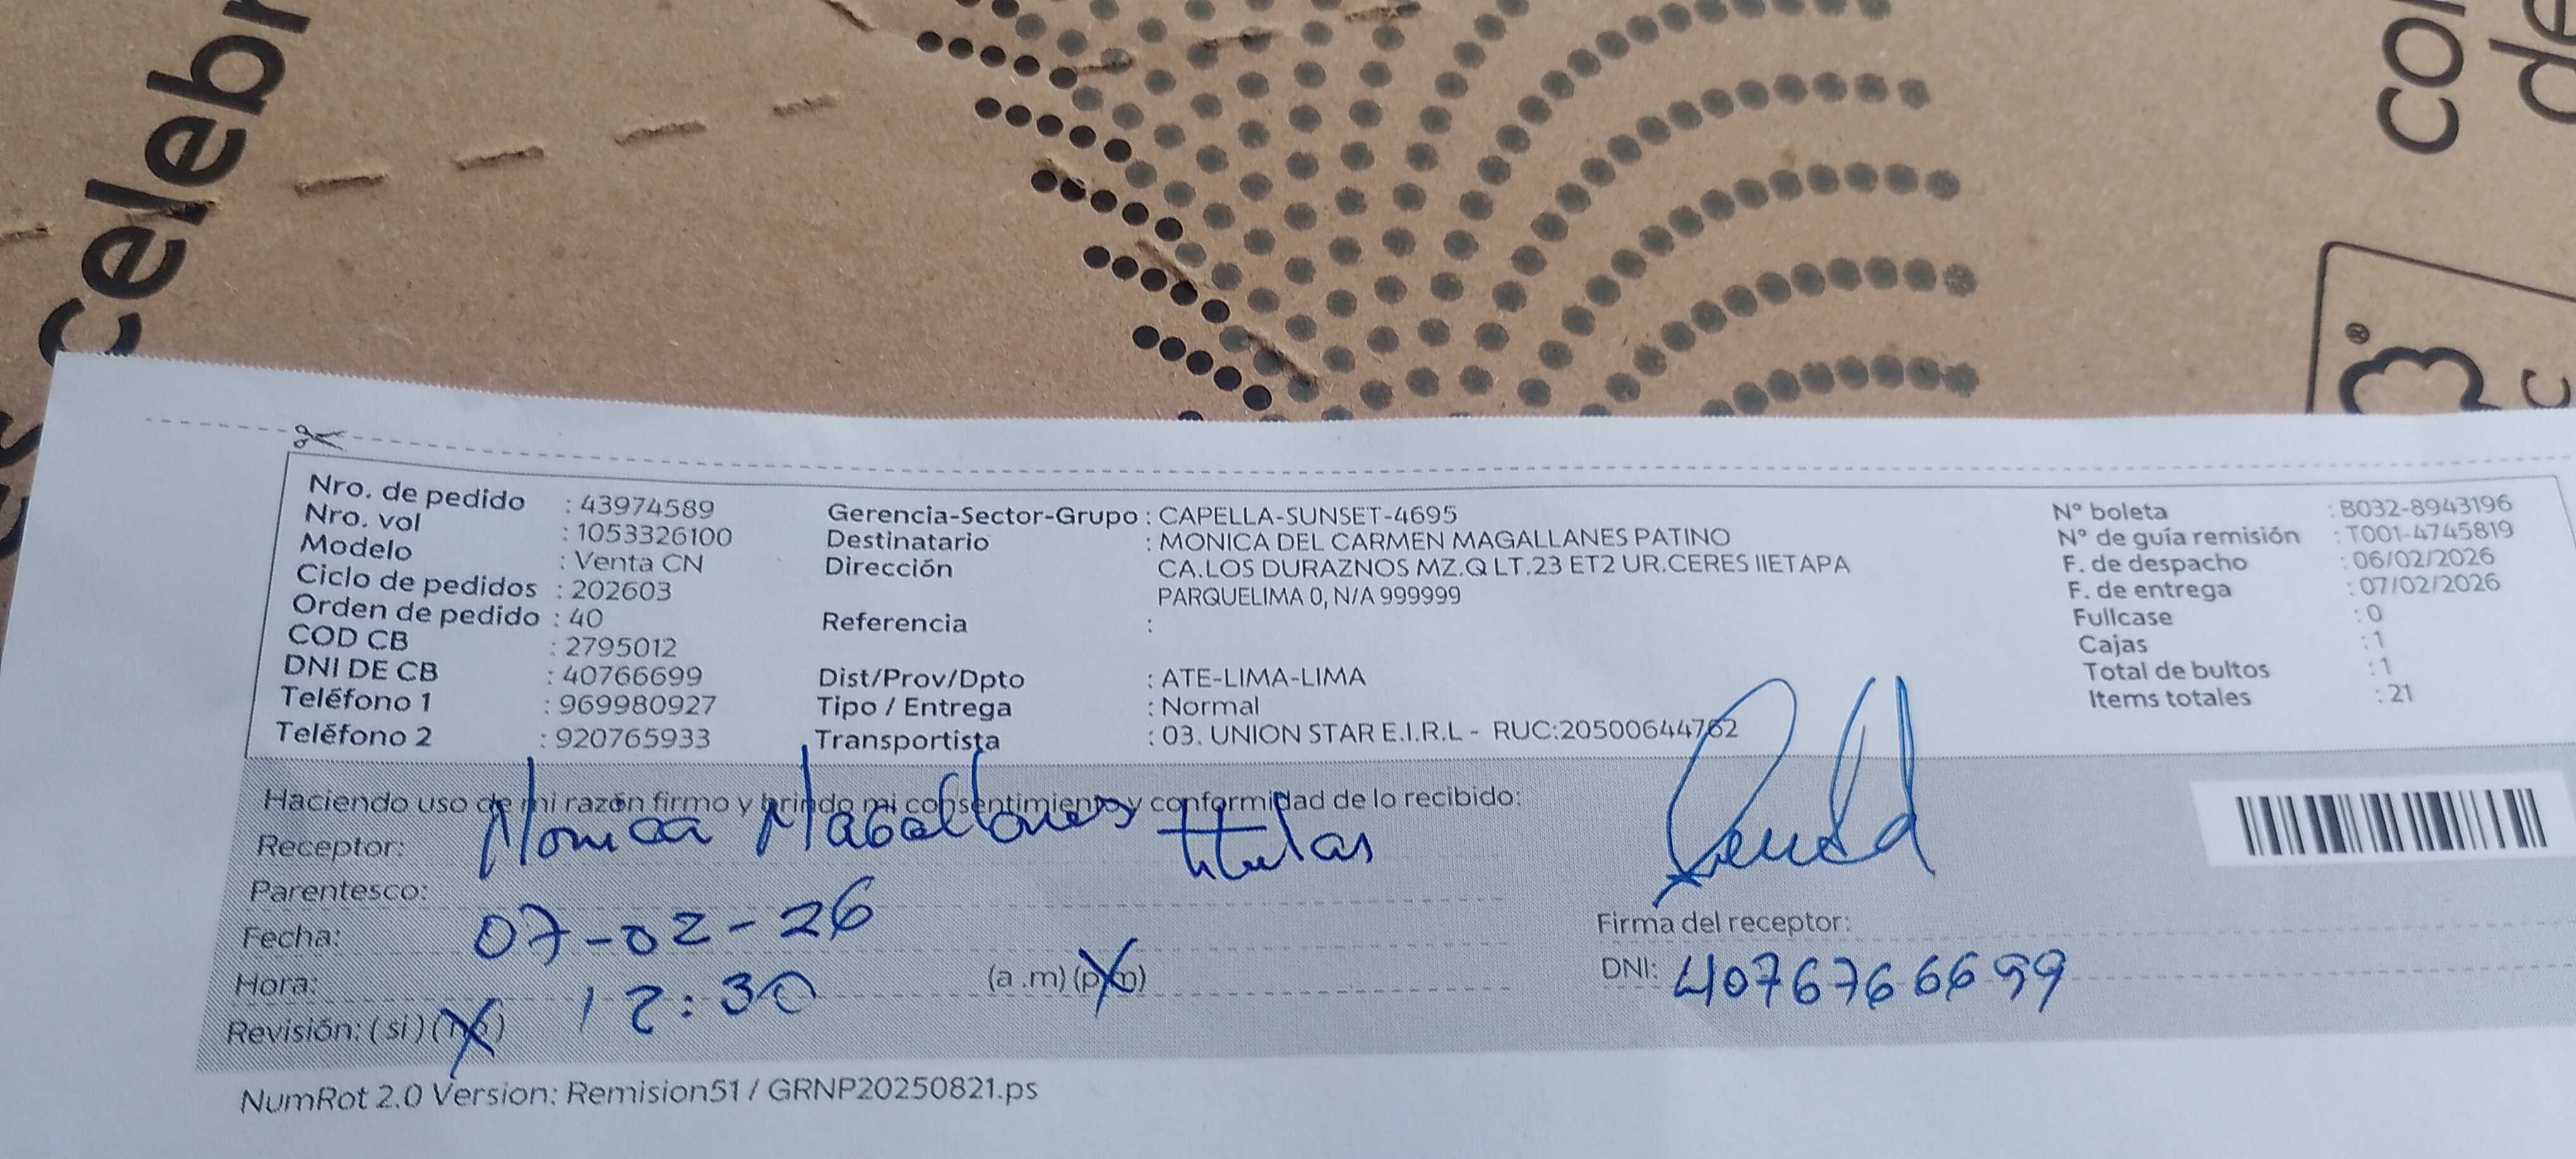 celebr
col
de
Nro. de pedido : 43974589
Nro. vol : 1053326100
Modelo : Venta CN
Ciclo de pedidos : 202603
Orden de pedido : 40
COD CB : 2795012
DNI DE CB : 40766699
Teléfono 1 : 969980927
Teléfono 2 : 920765933
Gerencia-Sector-Grupo : CAPELLA-SUNSET-4695
Destinatario : MONICA DEL CARMEN MAGALLANES PATINO
Dirección : CA.LOS DURAZNOS MZ.Q LT.23 ET2 UR.CERES IIETAPA
PARQUELIMA 0, N/A 999999
Referencia :
Dist/Prov/Dpto : ATE-LIMA-LIMA
Tipo / Entrega : Normal
Transportista : 03. UNION STAR E.I.R.L - RUC:20500644762
N° boleta : B032-8943196
N° de guía remisión : T001-4745819
F. de despacho : 06/02/2026
F. de entrega : 07/02/2026
Fullcase : 0
Cajas : 1
Total de bultos : 1
Items totales : 21
Haciendo uso de mi razón firmo y brindo mi consentimiento y conformidad de lo recibido:
Receptor: Monica Magallanes titular
Parentesco:
Fecha: 07-02-26
Hora: 12:30 (a.m) (p.m)
Revisión: (si) (no)
Firma del receptor:
DNI: 4076766699
NumRot 2.0 Version: Remision51 / GRNP20250821.ps